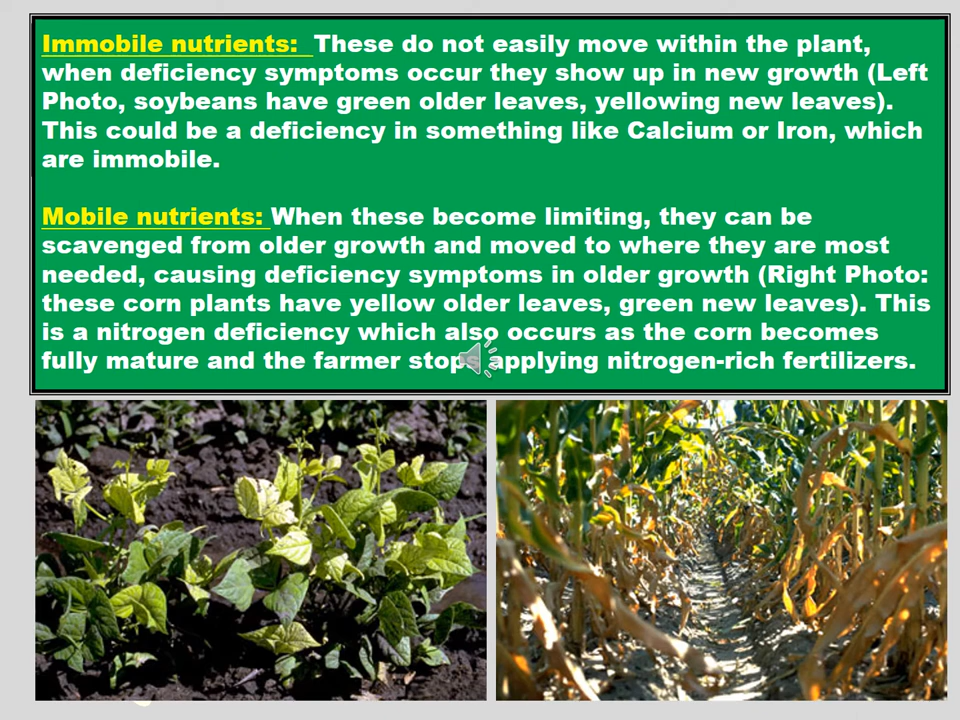 Immobile nutrients: These do not easily move within the plant,
when deficiency symptoms occur they show up in new growth (Left
Photo, soybeans have green older leaves, yellowing new leaves).
This could be a deficiency in something like Calcium or Iron, which
are immobile.
Mobile nutrients: When these become limiting, they can be
scavenged from older growth and moved to where they are most
needed, causing deficiency symptoms in older growth (Right Photo:
these corn plants have yellow older leaves, green new leaves). This
is a nitrogen deficiency which also occurs as the corn becomes
fully mature and the farmer stops applying nitrogen-rich fertilizers.